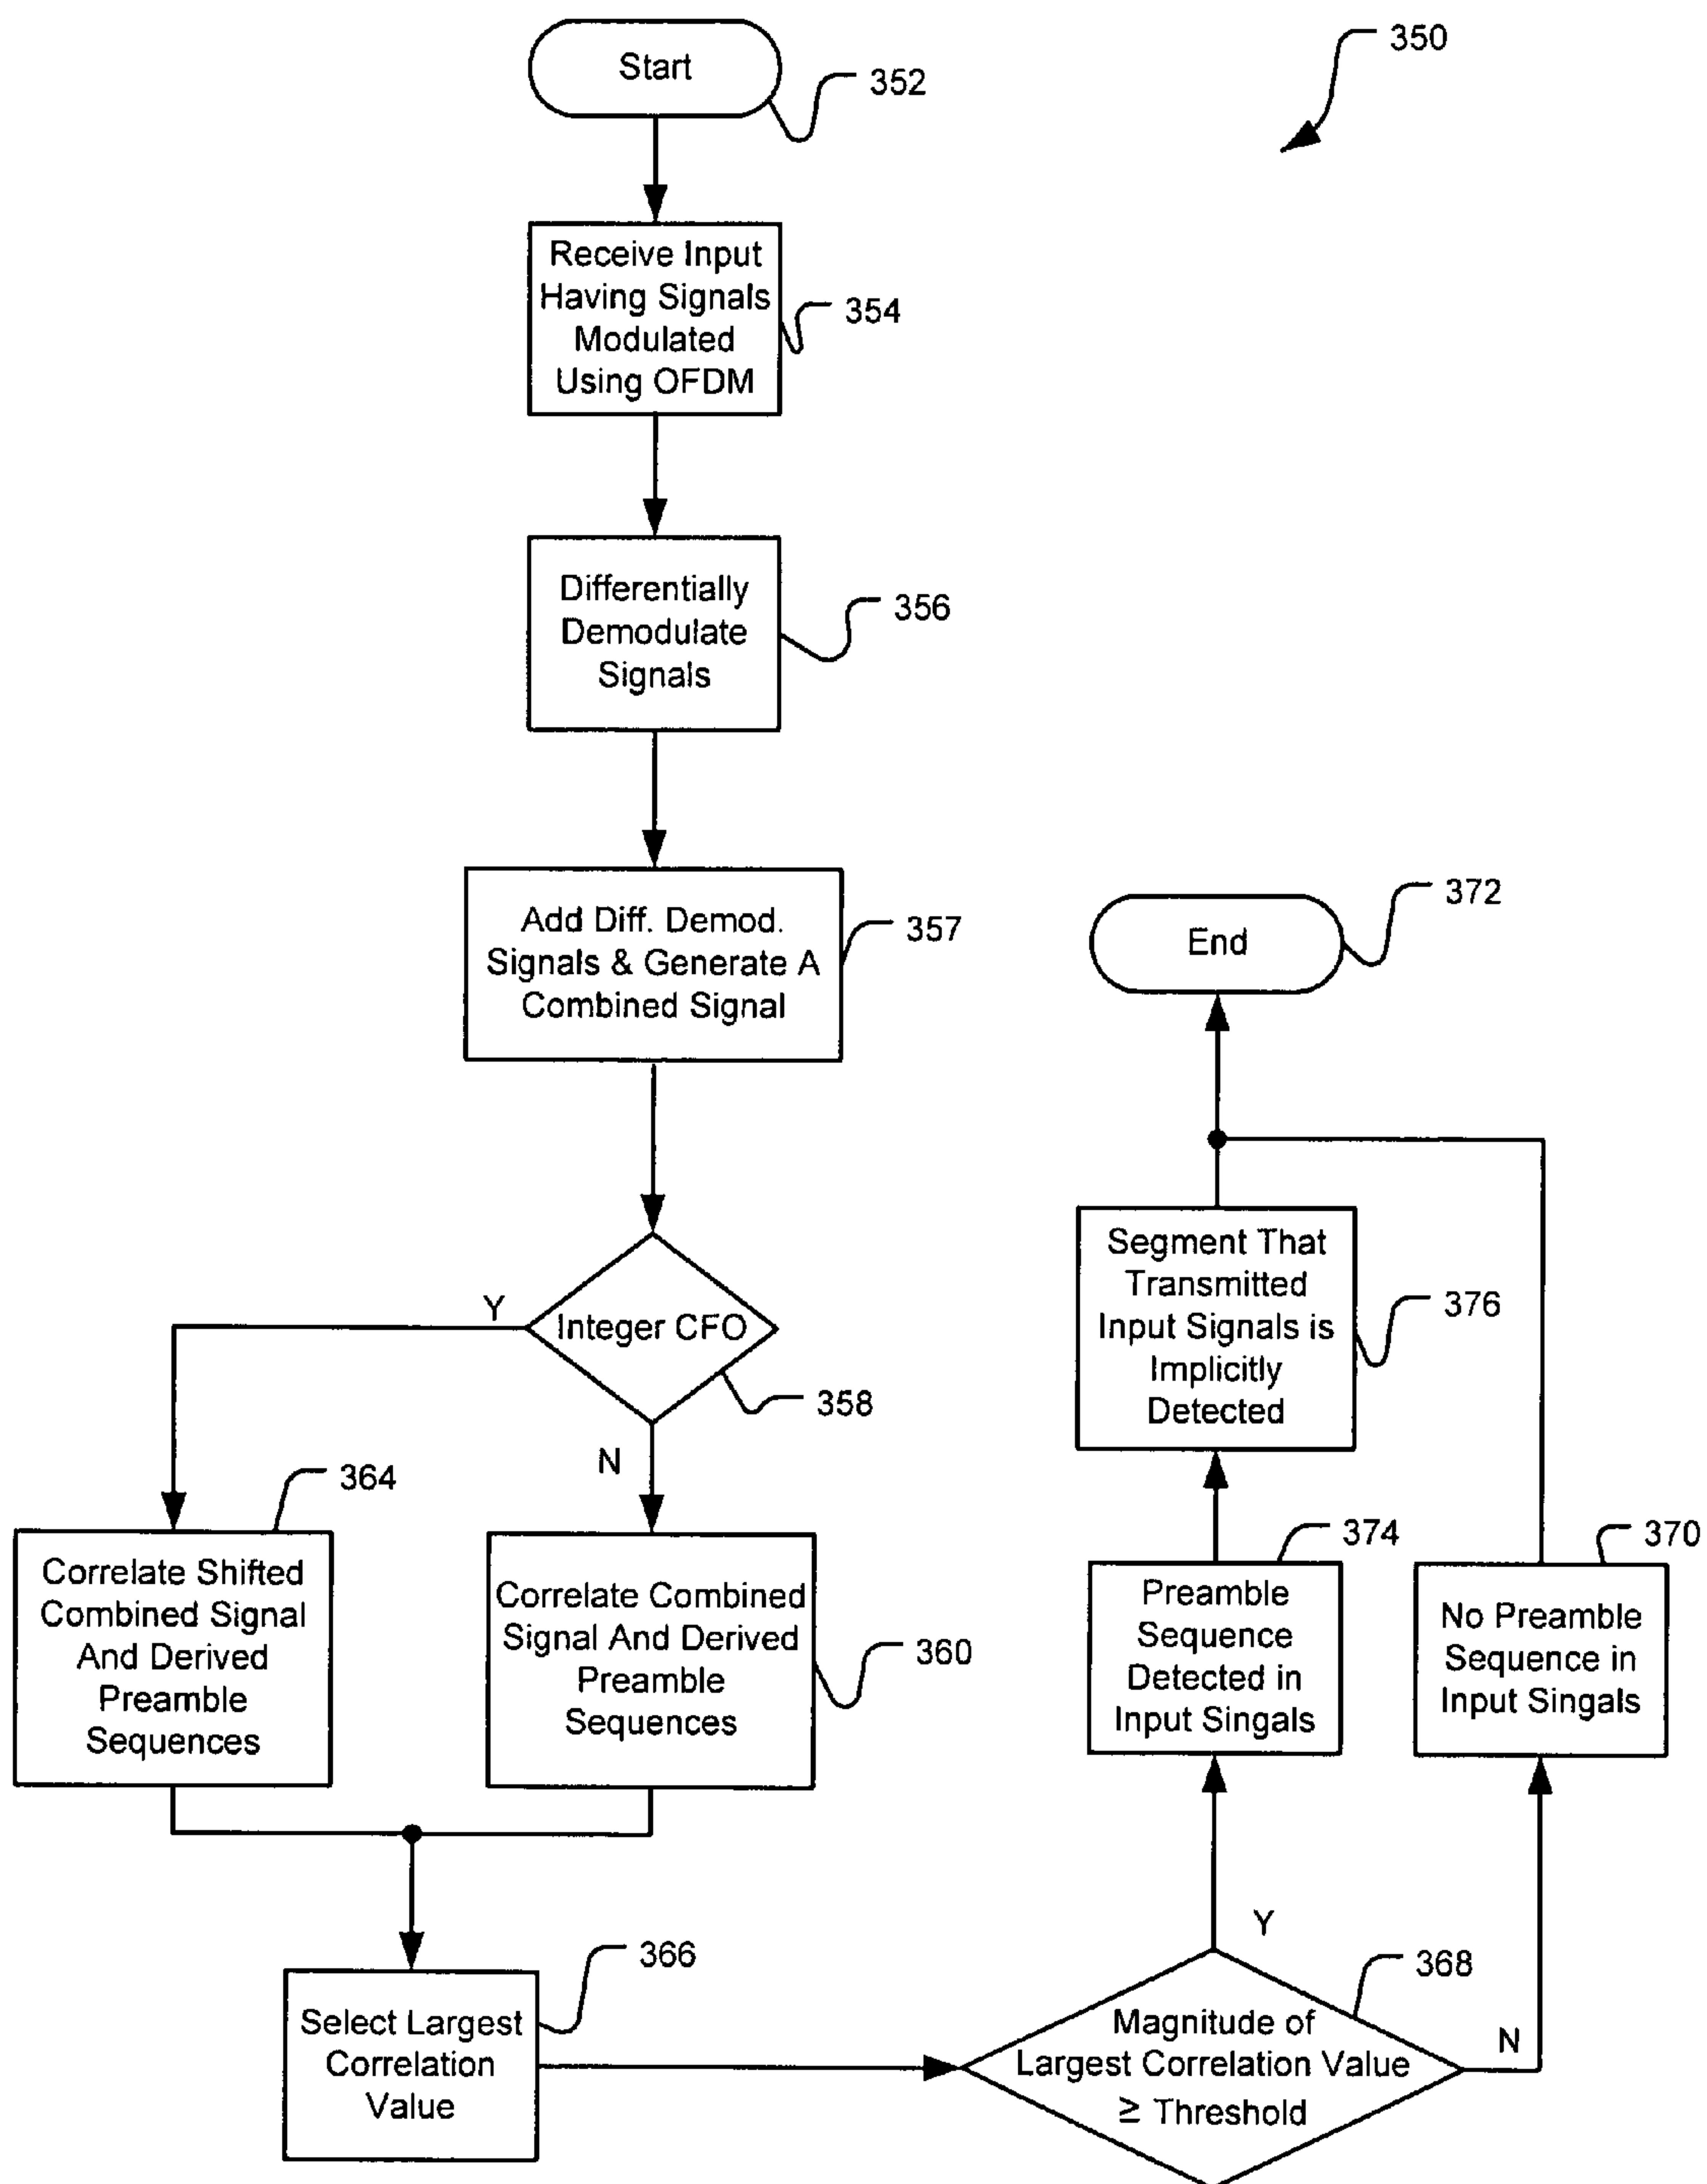 350
Start
352
Receive Input
Having Signals
Modulated
Using OFDM
354
Differentially
Demodulate
Signals
356
Add Diff. Demod.
Signals & Generate A
Combined Signal
357
Integer CFO
Y
N
358
Correlate Shifted
Combined Signal
And Derived
Preamble
Sequences
364
Correlate Combined
Signal And Derived
Preamble
Sequences
360
Select Largest
Correlation
Value
366
Magnitude of
Largest Correlation Value
≥ Threshold
368
Y
N
Preamble
Sequence
Detected in
Input Singals
374
No Preamble
Sequence in
Input Singals
370
Segment That
Transmitted
Input Signals is
Implicitly
Detected
376
End
372